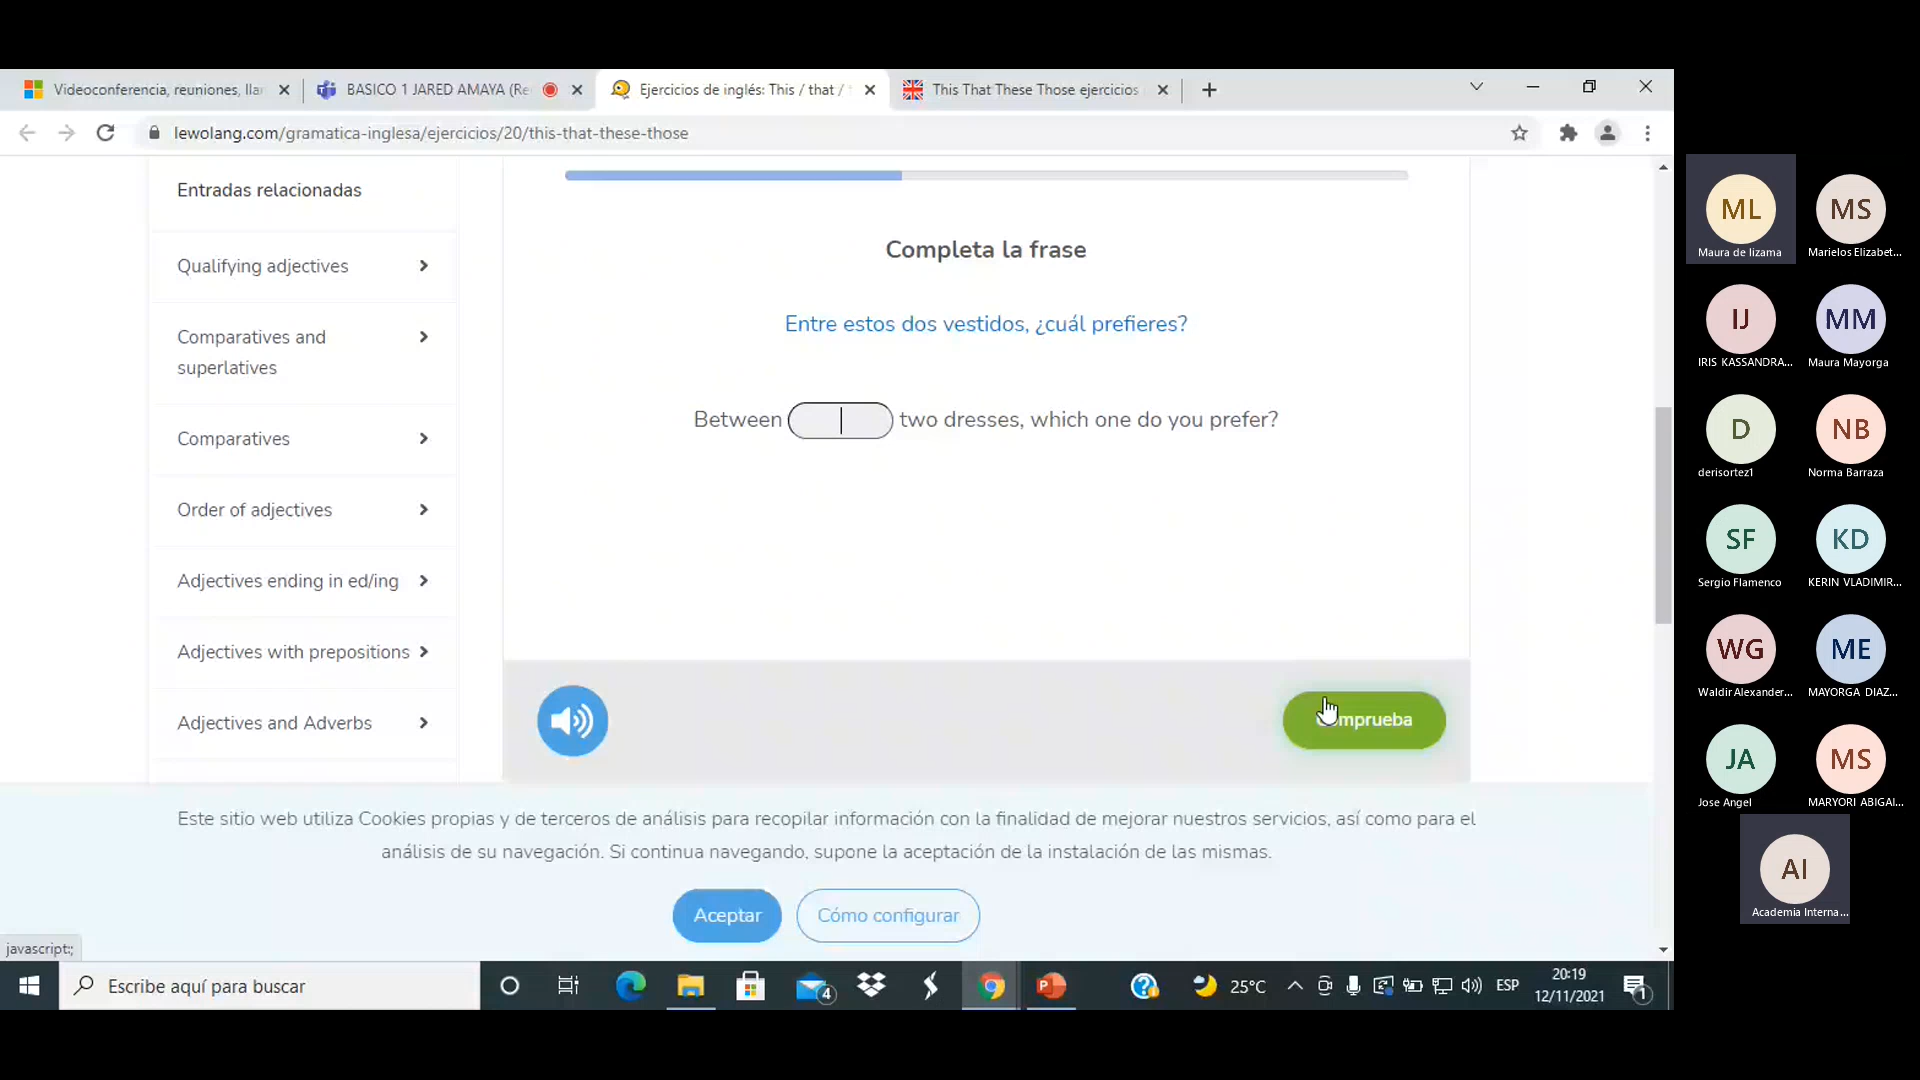 Videoconferencia, reuniones, lla
BASICO 1 JARED AMAYA (Re
Ejercicios de inglés: This / that /
This That These Those ejercicios
lewolang.com/gramatica-inglesa/ejercicios/20/this-that-these-those
Entradas relacionadas
Qualifying adjectives
Comparatives and
superlatives
Comparatives
Order of adjectives
Adjectives ending in ed/ing
Adjectives with prepositions
Adjectives and Adverbs
Completa la frase
Entre estos dos vestidos, ¿cuál prefieres?
Between two dresses, which one do you prefer?
mprueba
Este sitio web utiliza Cookies propias y de terceros de análisis para recopilar información con la finalidad de mejorar nuestros servicios, así como para el
análisis de su navegación. Si continua navegando, supone la aceptación de la instalación de las mismas.
Aceptar
Cómo configurar
javascript:;
Escribe aquí para buscar
4
25°C
ESP
20:19
12/11/2021
1
ML
Maura de lizama
MS
Marielos Elizabet...
IJ
IRIS KASSANDRA...
MM
Maura Mayorga
D
derisortez1
NB
Norma Barraza
SF
Sergio Flamenco
KD
KERIN VLADIMIR...
WG
Waldir Alexander...
ME
MAYORGA DIAZ...
JA
Jose Angel
MS
MARYORI ABIGAI...
AI
Academia Interna...